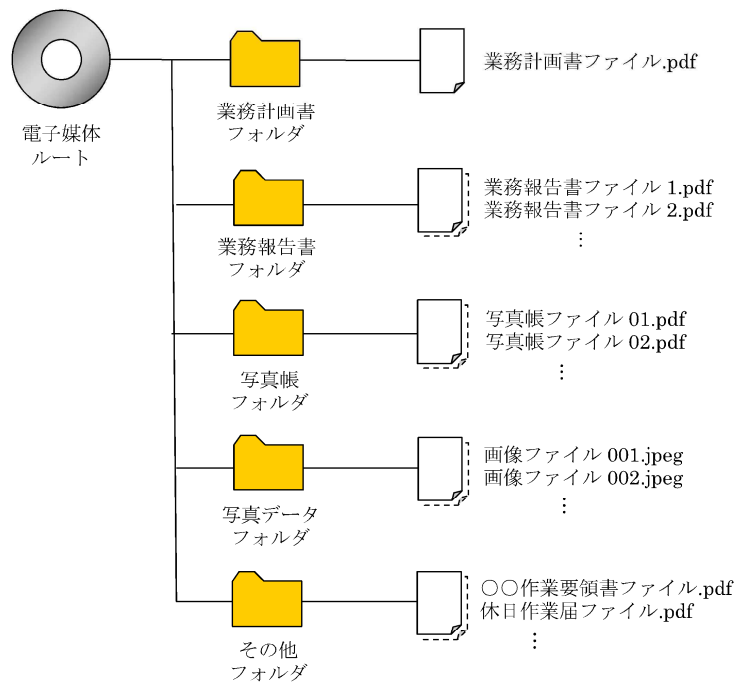 電子媒体
ルート
業務計画書
フォルダ
業務計画書ファイル.pdf
業務報告書
フォルダ
業務報告書ファイル 1.pdf
業務報告書ファイル 2.pdf
⋮
写真帳
フォルダ
写真帳ファイル 01.pdf
写真帳ファイル 02.pdf
⋮
写真データ
フォルダ
画像ファイル 001.jpeg
画像ファイル 002.jpeg
⋮
その他
フォルダ
○○作業要領書ファイル.pdf
休日作業届ファイル.pdf
⋮